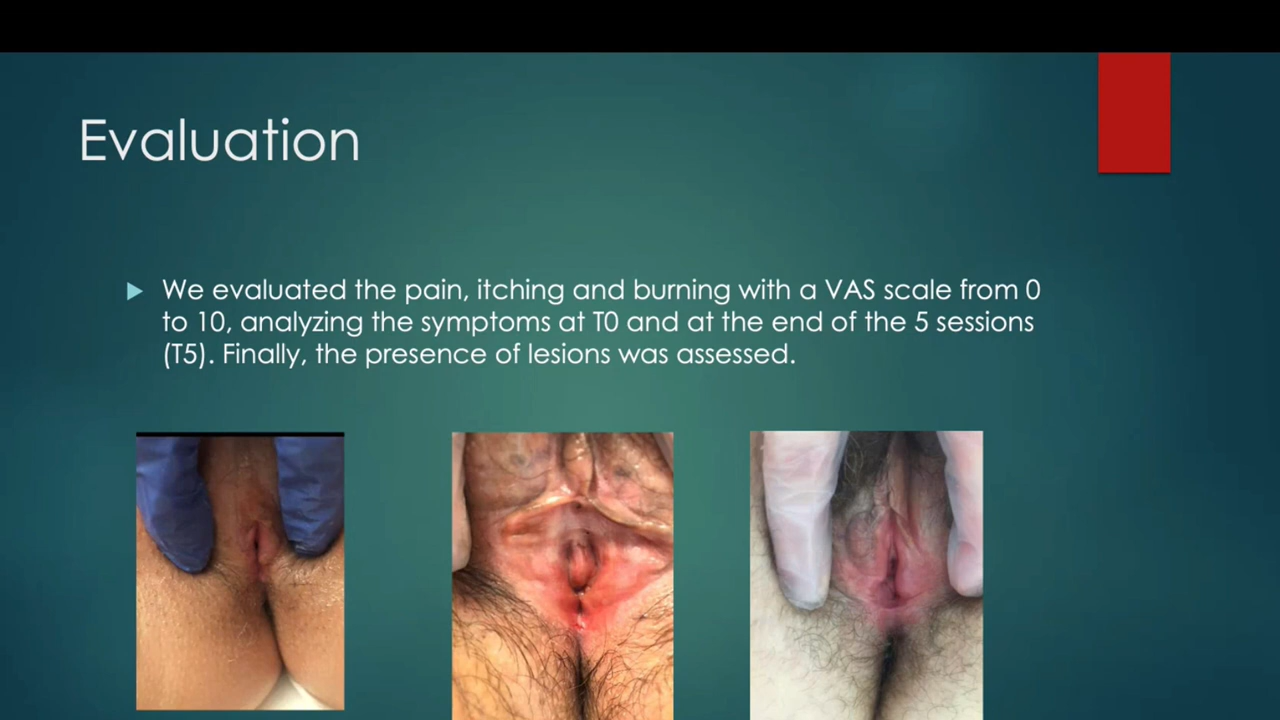 Evaluation
We evaluated the pain, itching and burning with a VAS scale from 0
to 10, analyzing the symptoms at T0 and at the end of the 5 sessions
(T5). Finally, the presence of lesions was assessed.